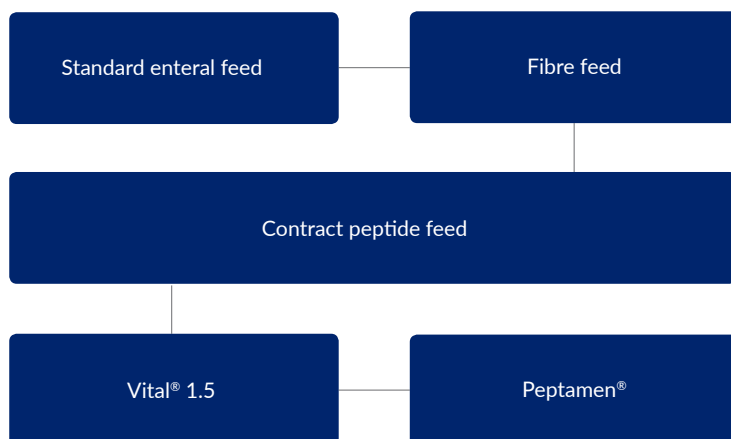 Standard enteral feed
Fibre feed
Contract peptide feed
Vital® 1.5
Peptamen®